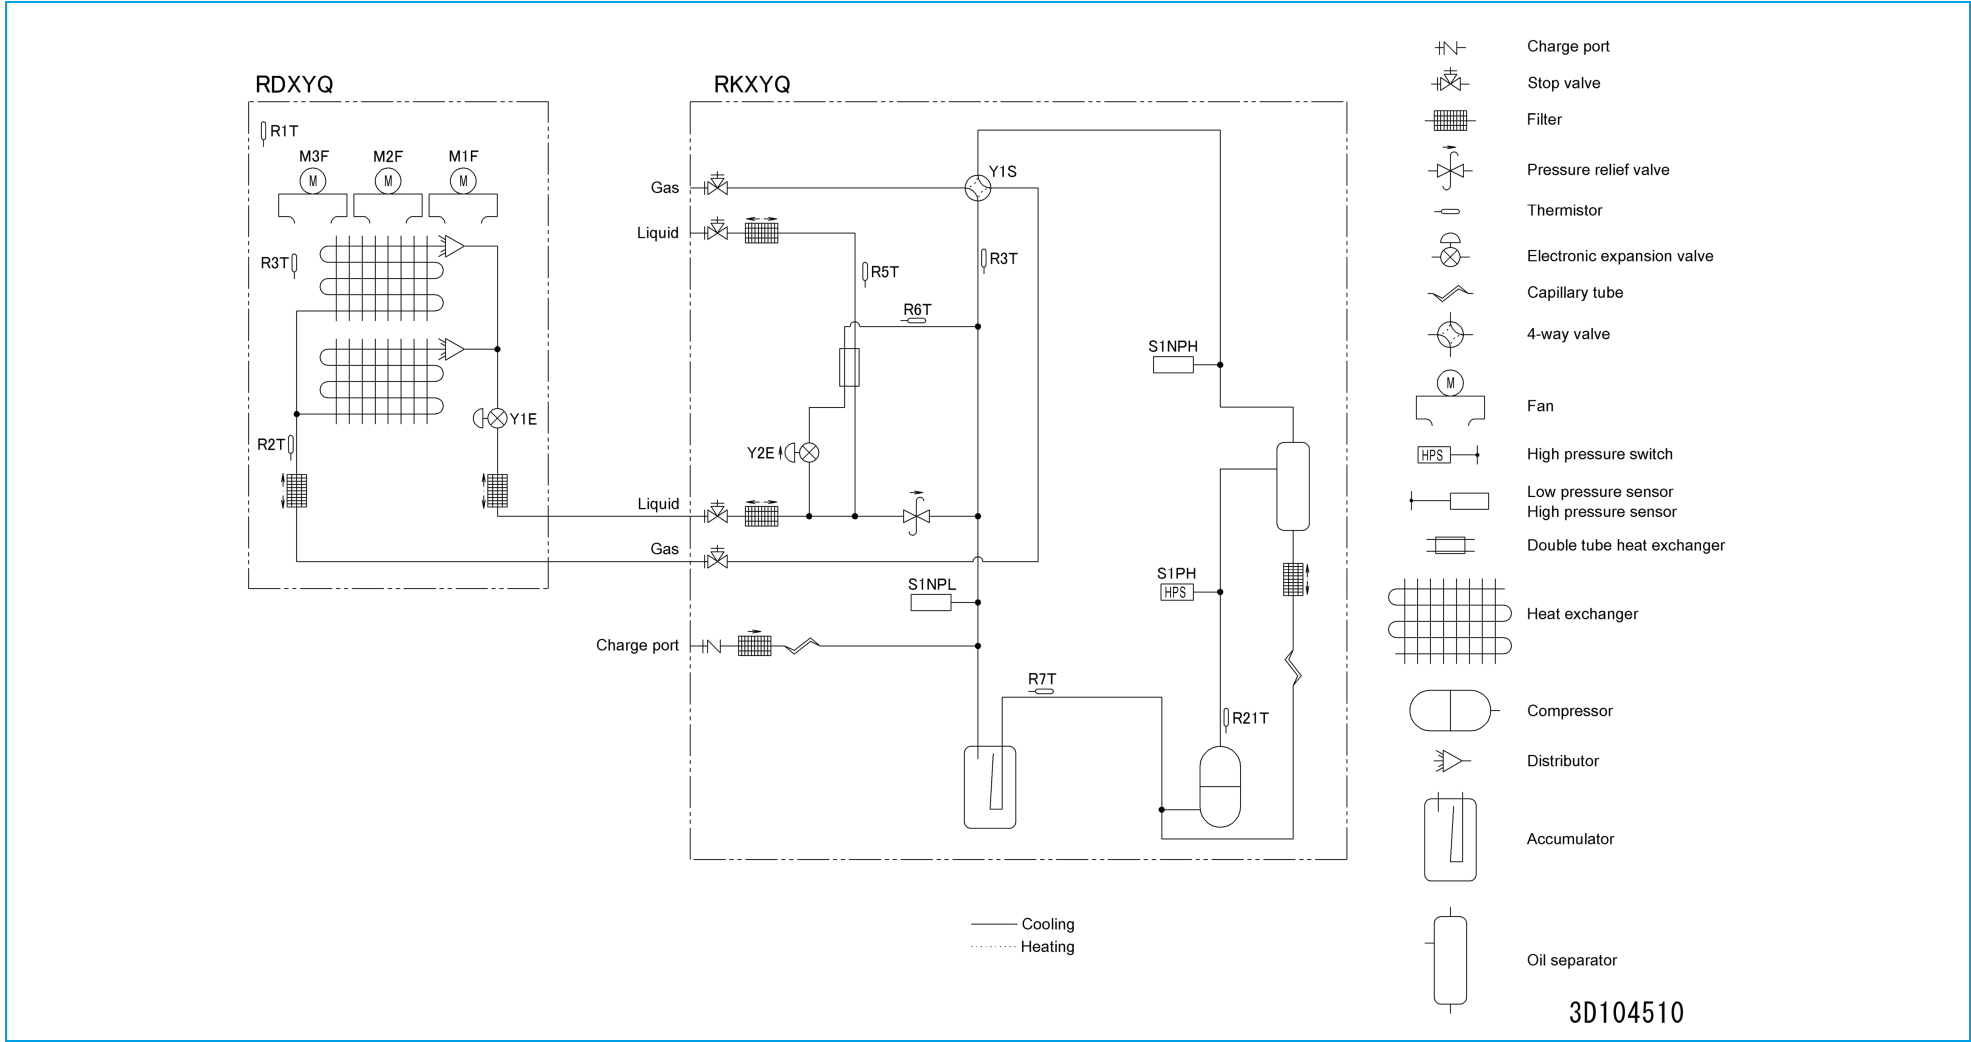 RDXYQ
R1T
M3F
M2F
M1F
M
M
M
R3T
R2T
Y1E
RKXYQ
Gas
Y1S
Liquid
R5T
R3T
R6T
S1NPH
Y2E
Liquid
Gas
S1NPL
S1PH
HPS
Charge port
R7T
R21T
Cooling
Heating
Charge port
Stop valve
Filter
Pressure relief valve
Thermistor
Electronic expansion valve
Capillary tube
4-way valve
M
Fan
HPS
High pressure switch
Low pressure sensor
High pressure sensor
Double tube heat exchanger
Heat exchanger
Compressor
Distributor
Accumulator
Oil separator
3D104510